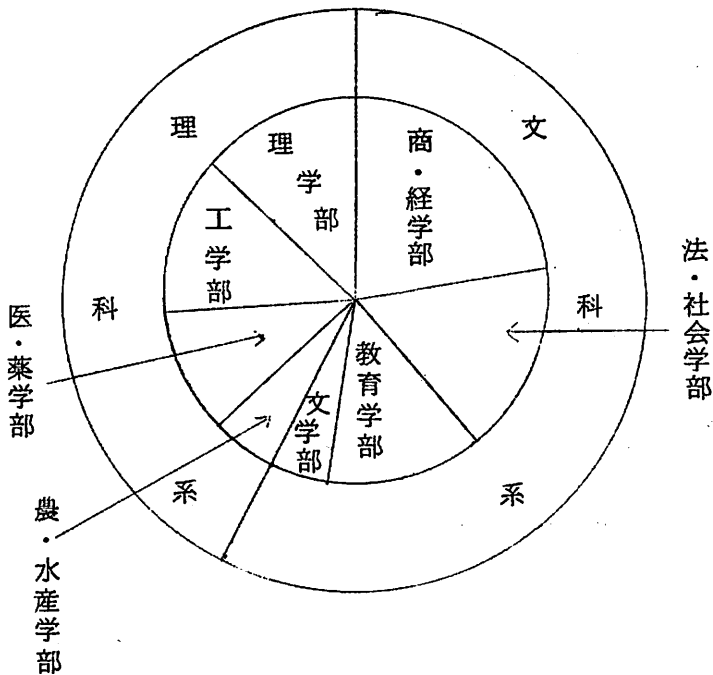 文科系
理科系
商・経学部
法・社会学部
教育学部
文学部
農・水産学部
医・薬学部
工学部
理学部